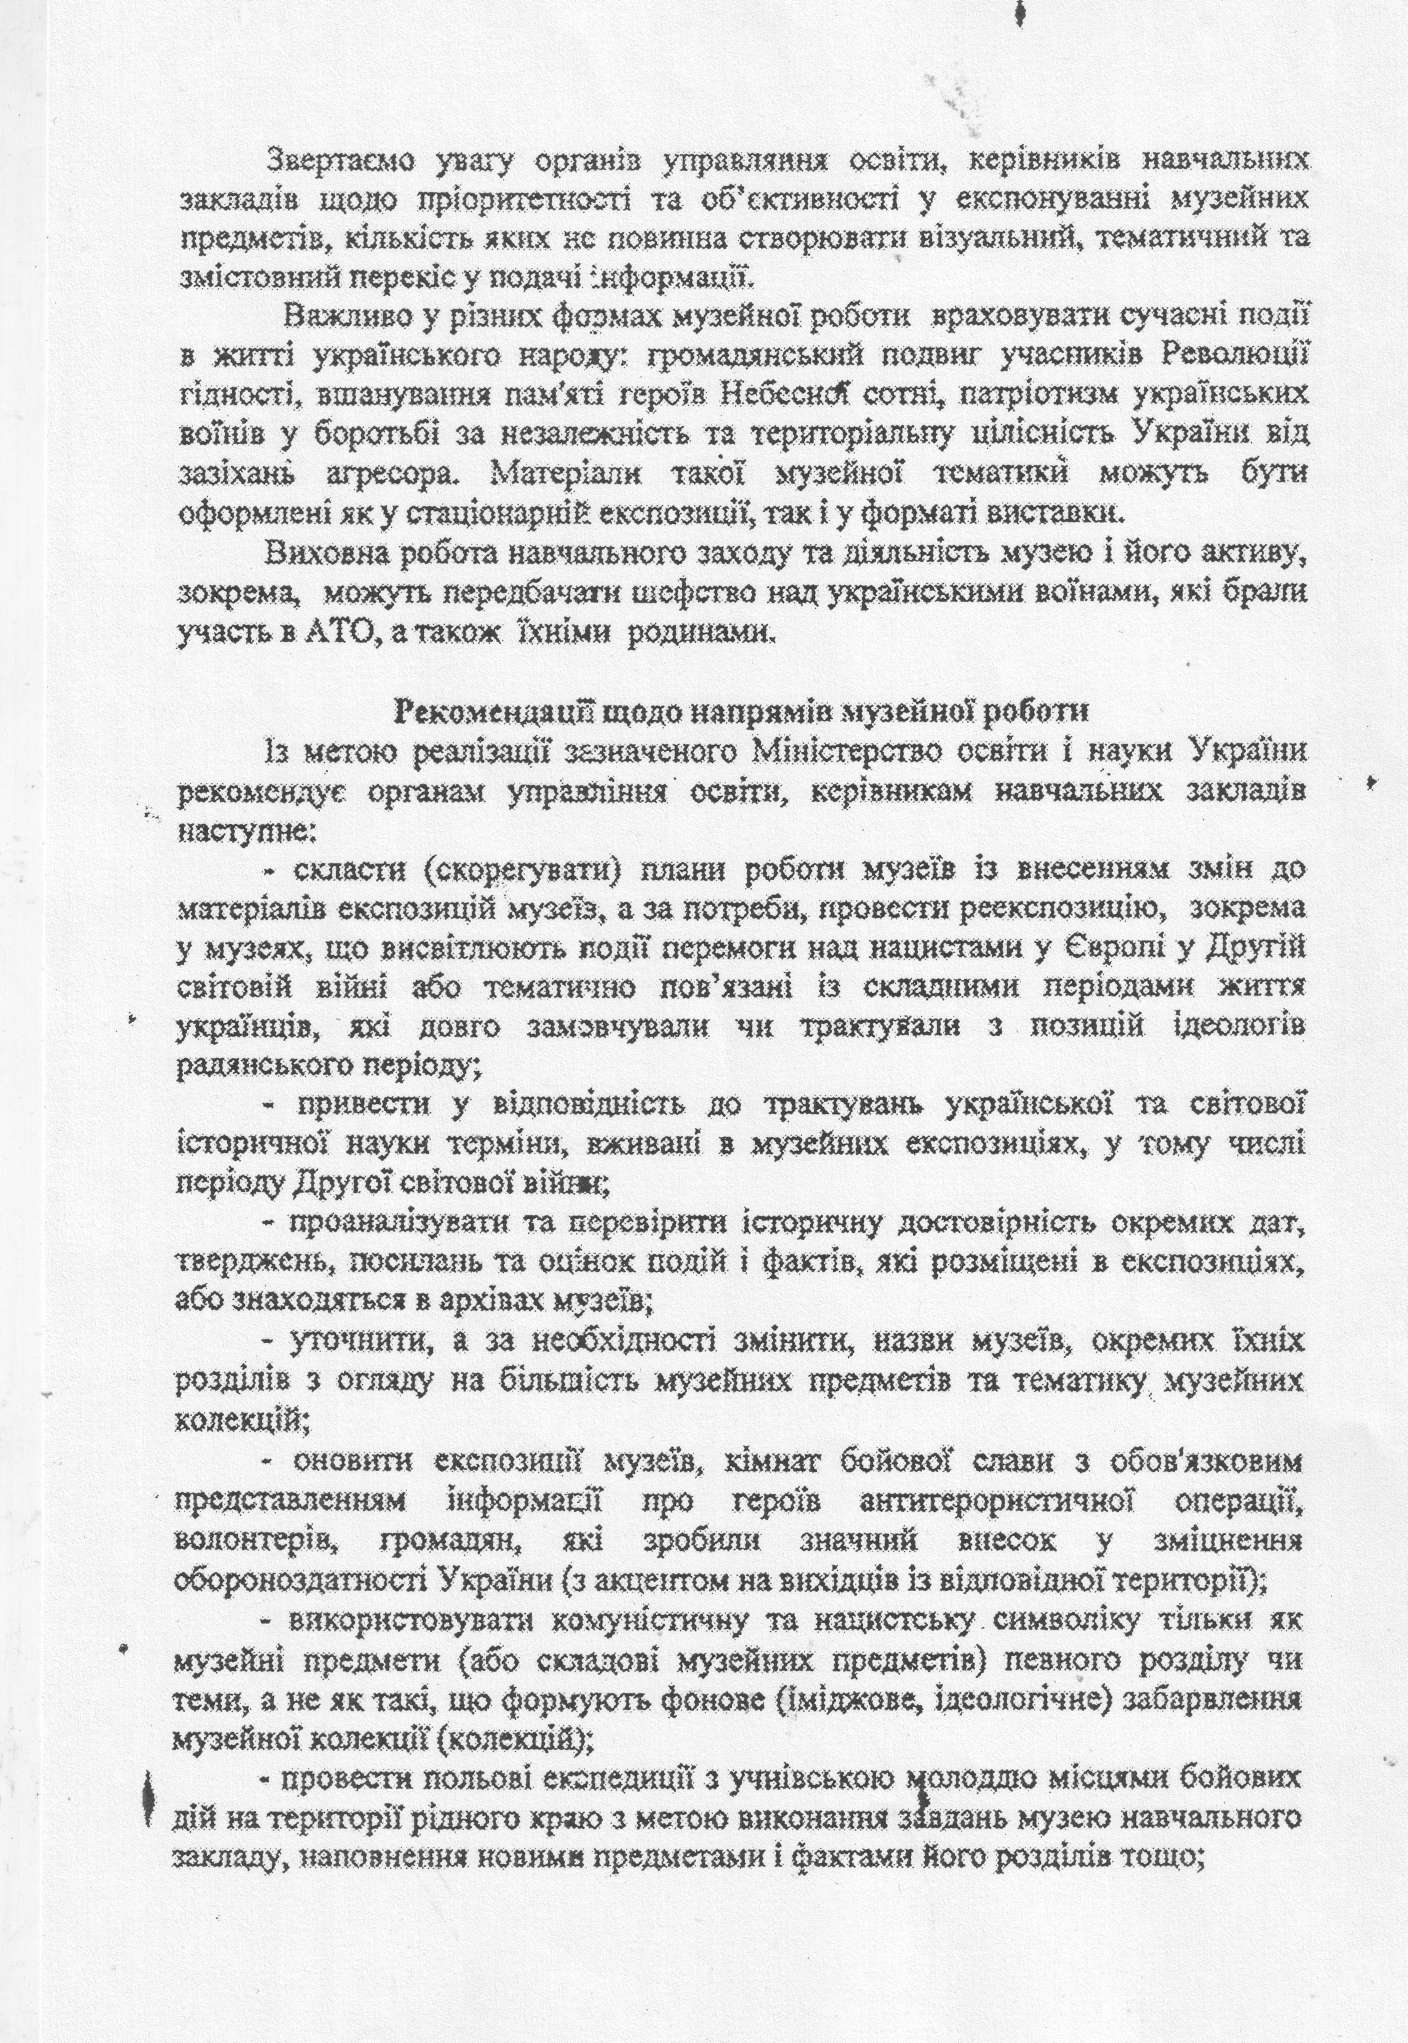 Звертаємо увагу органів управляння освіти, керівників навчальних
закладів щодо пріоритетності та об’єктивності у експонуванні музейних
предметів, кількість яких не повинна створювати візуальний, тематичний та
змістовний перекіс у подачі інформації.
Важливо у різних формах музейної роботи враховувати сучасні події
в житті українського народу: громадянський подвиг учасників Революції
гідності, вшанування пам'яті героїв Небесної сотні, патріотизм українських
воїнів у боротьбі за незалежність та територіальну цілісність України від
зазіхань агресора. Матеріали такої музейної тематики можуть бути
оформлені як у стаціонарній експозиції, так і у форматі виставки.
Виховна робота навчального заходу та діяльність музею і його активу,
зокрема, можуть передбачати шефство над українськими воїнами, які брали
участь в АТО, а також їхніми родинами.
Рекомендації щодо напрямів музейної роботи
Із метою реалізації зазначеного Міністерство освіти і науки України
рекомендує органам управління освіти, керівникам навчальних закладів
наступне:
- скласти (скорегувати) плани роботи музеїв із внесенням змін до
матеріалів експозицій музеїв, а за потреби, провести реекспозицію, зокрема
у музеях, що висвітлюють події перемоги над нацистами у Європі у Другій
світовій війні або тематично пов’язані із складними періодами життя
українців, які довго замовчували чи трактували з позицій ідеологів
радянського періоду;
- привести у відповідність до трактувань української та світової
історичної науки терміни, вживані в музейних експозиціях, у тому числі
періоду Другої світової війни;
- проаналізувати та перевірити історичну достовірність окремих дат,
тверджень, посилань та оцінок подій і фактів, які розміщені в експозиціях,
або знаходяться в архівах музеїв;
- уточнити, а за необхідності змінити, назви музеїв, окремих їхніх
розділів з огляду на більшість музейних предметів та тематику музейних
колекцій;
- оновити експозиції музеїв, кімнат бойової слави з обов'язковим
представленням інформації про героїв антитерористичної операції,
волонтерів, громадян, які зробили значний внесок у зміцнення
обороноздатності України (з акцентом на вихідців із відповідної території);
- використовувати комуністичну та нацистську символіку тільки як
музейні предмети (або складові музейних предметів) певного розділу чи
теми, а не як такі, що формують фонове (іміджове, ідеологічне) забарвлення
музейної колекції (колекцій);
- провести польові експедиції з учнівською молоддю місцями бойових
дій на території рідного краю з метою виконання завдань музею навчального
закладу, наповнення новими предметами і фактами його розділів тощо;